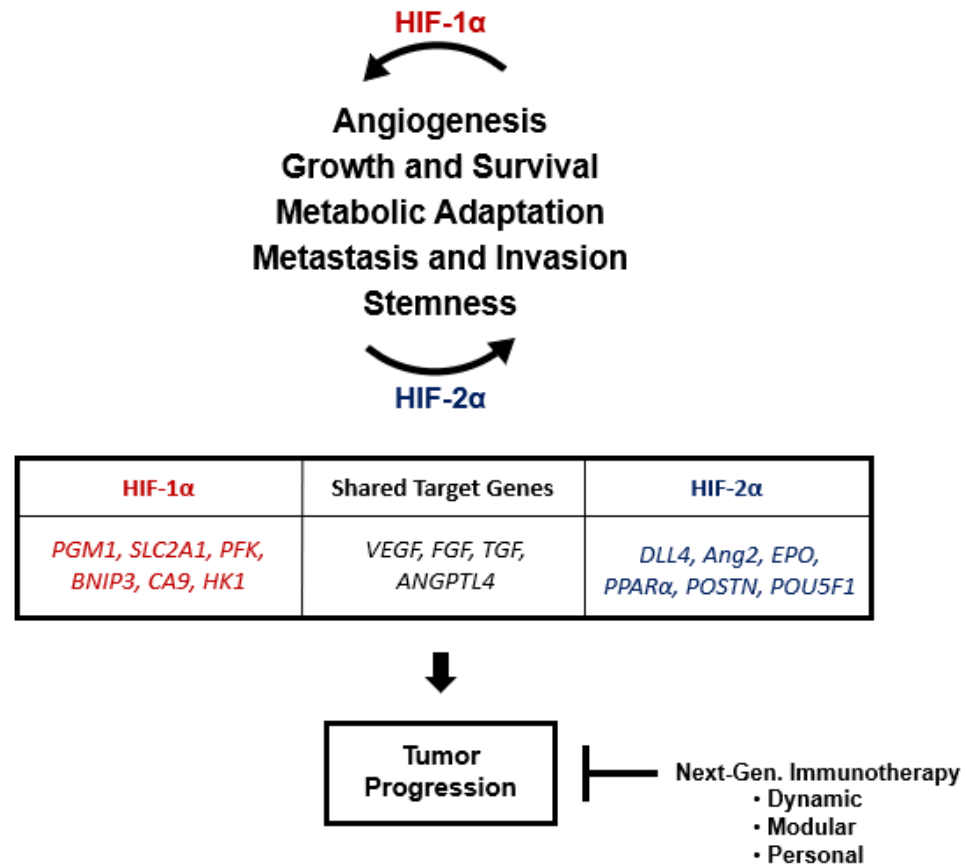 HIF-1α
Angiogenesis
Growth and Survival
Metabolic Adaptation
Metastasis and Invasion
Stemness
HIF-2α
HIF-1α
Shared Target Genes
HIF-2α
PGM1, SLC2A1, PFK,
BNIP3, CA9, HK1
VEGF, FGF, TGF,
ANGPTL4
DLL4, Ang2, EPO,
PPARα, POSTN, POU5F1
Tumor
Progression
Next-Gen. Immunotherapy
• Dynamic
• Modular
• Personal